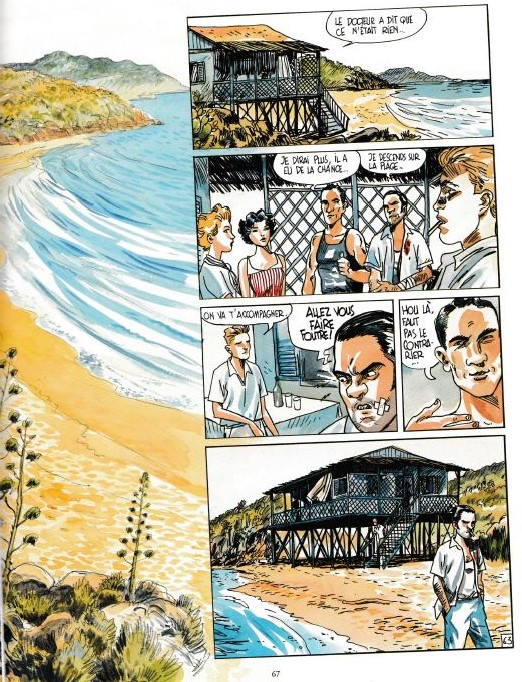 LE DOCTEUR A DIT QUE
CE N'ÉTAIT RIEN...
JE DIRAI PLUS, IL A
EU DE LA CHANCE...
JE DESCENDS SUR
LA PLAGE...
ON VA T'ACCOMPAGNER.
ALLEZ VOUS
FAIRE
FOUTRE!
HOU LÀ,
FAUT
PAS LE
CONTRA-
RIER
...
63
67